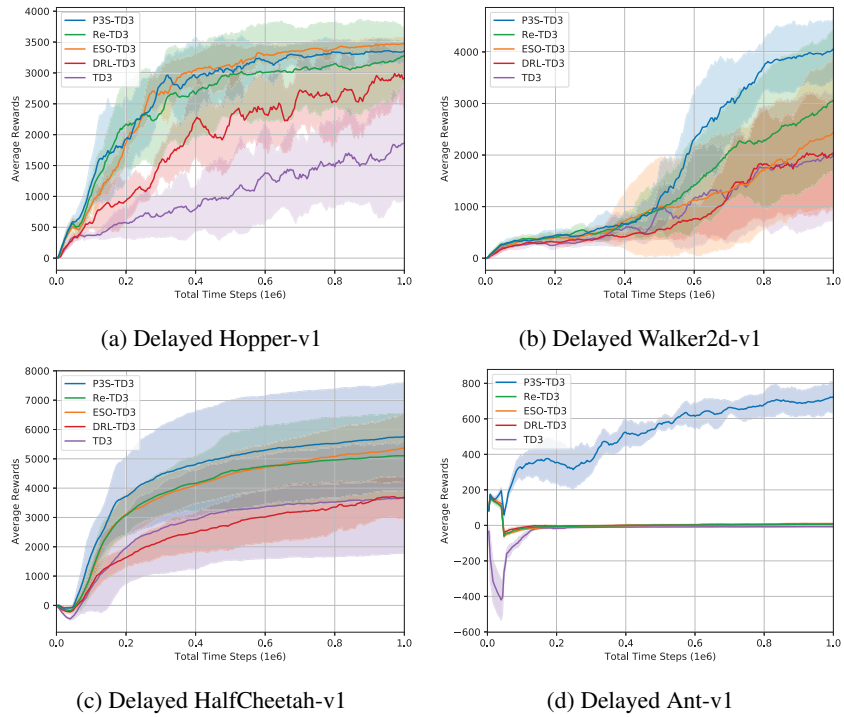 4000
3500
3000
2500
2000
1500
1000
500
0
Average Rewards
P3S-TD3
Re-TD3
ESO-TD3
DRL-TD3
TD3
0.0 0.2 0.4 0.6 0.8 1.0
Total Time Steps (1e6)
(a) Delayed Hopper-v1
4000
3000
2000
1000
0
Average Rewards
P3S-TD3
Re-TD3
ESO-TD3
DRL-TD3
TD3
0.0 0.2 0.4 0.6 0.8 1.0
Total Time Steps (1e6)
(b) Delayed Walker2d-v1
8000
7000
6000
5000
4000
3000
2000
1000
0
Average Rewards
P3S-TD3
Re-TD3
ESO-TD3
DRL-TD3
TD3
0.0 0.2 0.4 0.6 0.8 1.0
Total Time Steps (1e6)
(c) Delayed HalfCheetah-v1
800
600
400
200
0
−200
−400
−600
Average Rewards
P3S-TD3
Re-TD3
ESO-TD3
DRL-TD3
TD3
0.0 0.2 0.4 0.6 0.8 1.0
Total Time Steps (1e6)
(d) Delayed Ant-v1